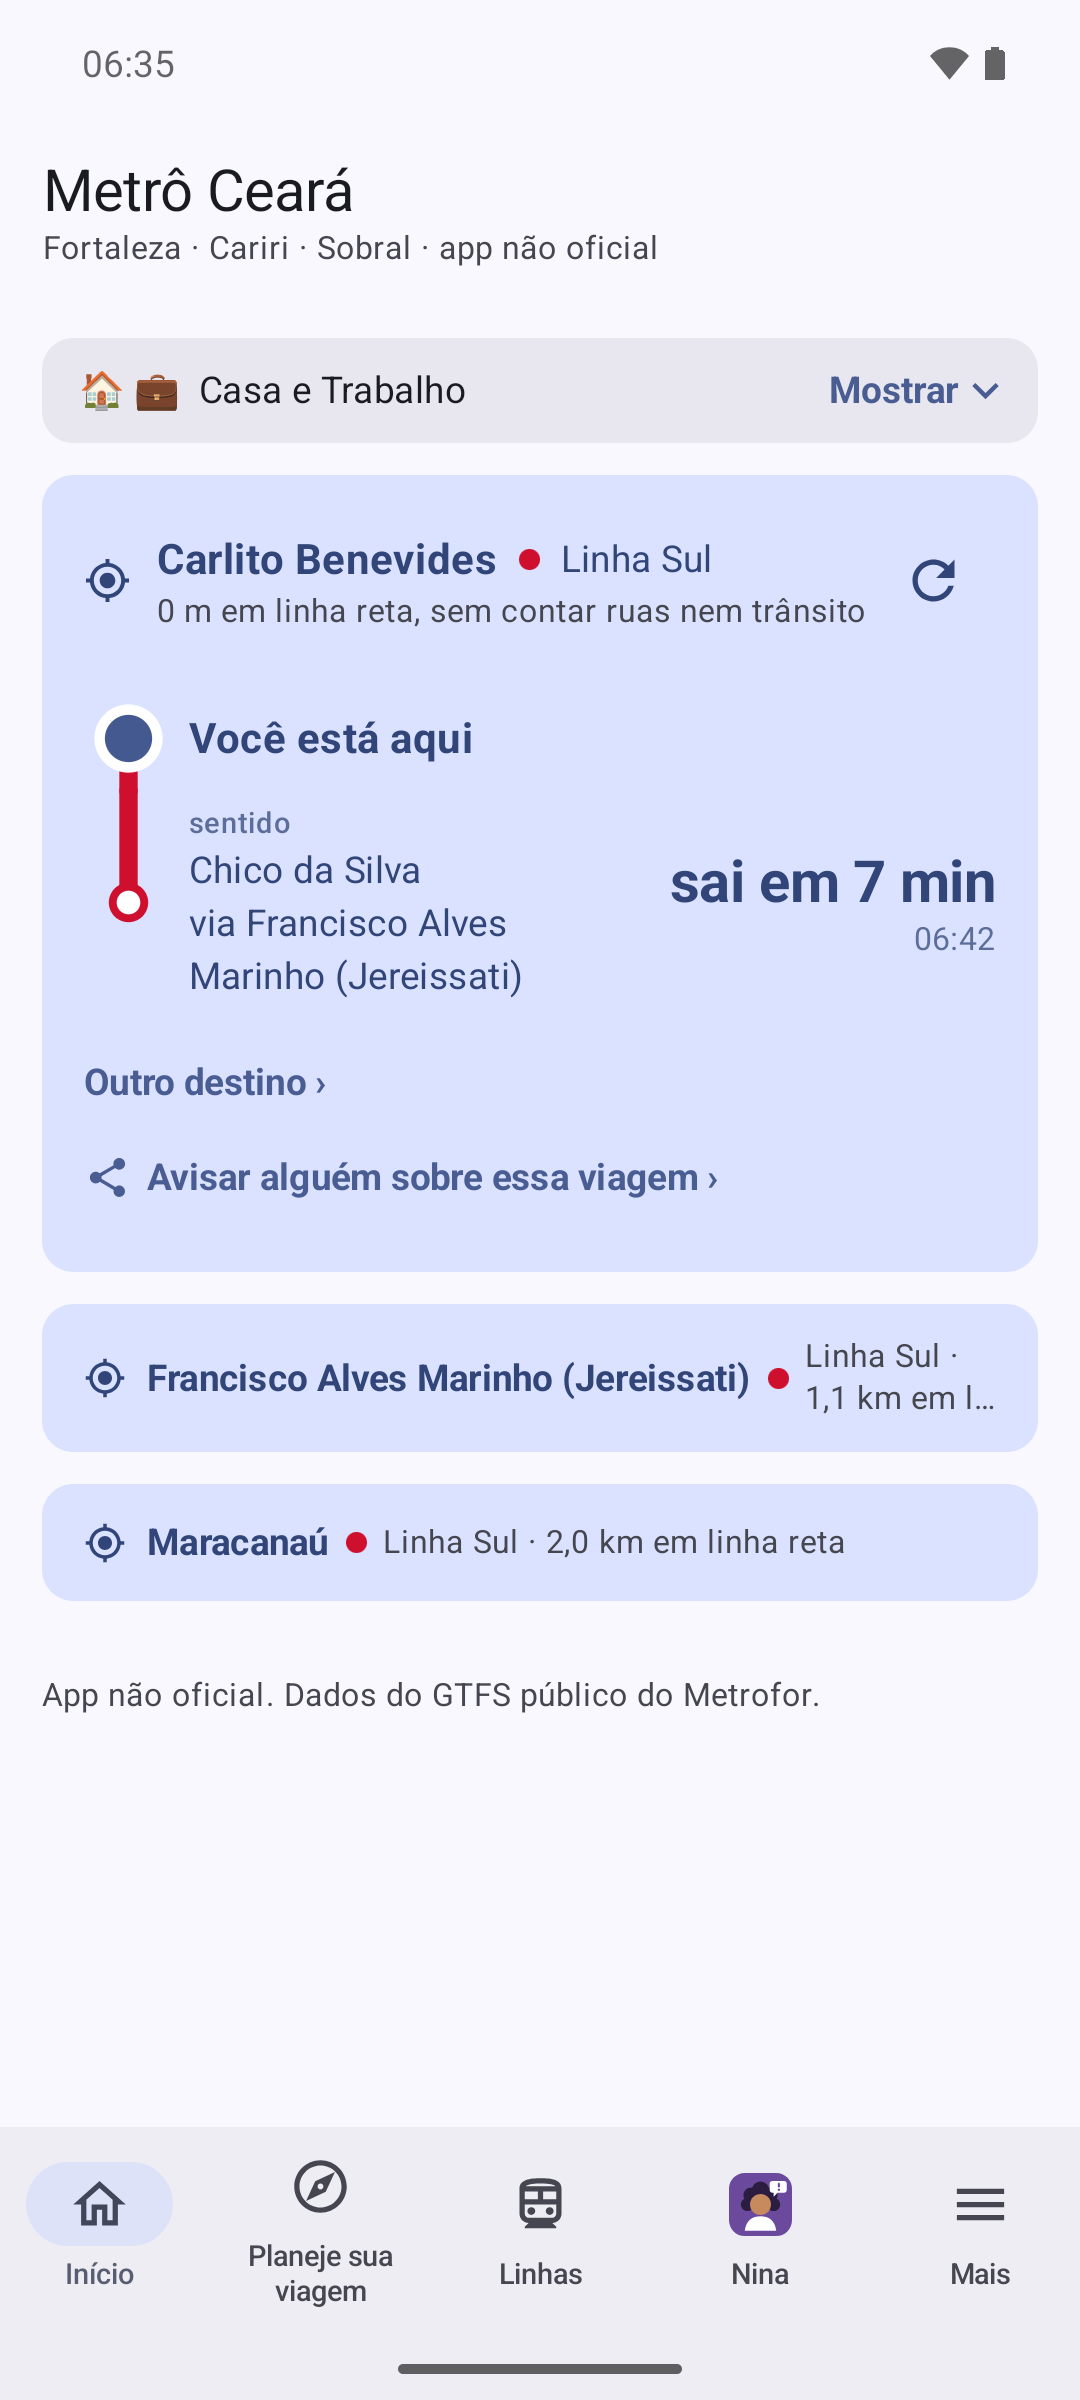 06:35
Metrô Ceará
Fortaleza · Cariri · Sobral · app não oficial
Casa e Trabalho
Mostrar
Carlito Benevides
Linha Sul
0 m em linha reta, sem contar ruas nem trânsito
Você está aqui
sentido
Chico da Silva
via Francisco Alves
Marinho (Jereissati)
sai em 7 min
06:42
Outro destino ›
Avisar alguém sobre essa viagem ›
Francisco Alves Marinho (Jereissati)
Linha Sul ·
1,1 km em l…
Maracanaú
Linha Sul · 2,0 km em linha reta
App não oficial. Dados do GTFS público do Metrofor.
Início
Planeje sua
viagem
Linhas
Nina
Mais